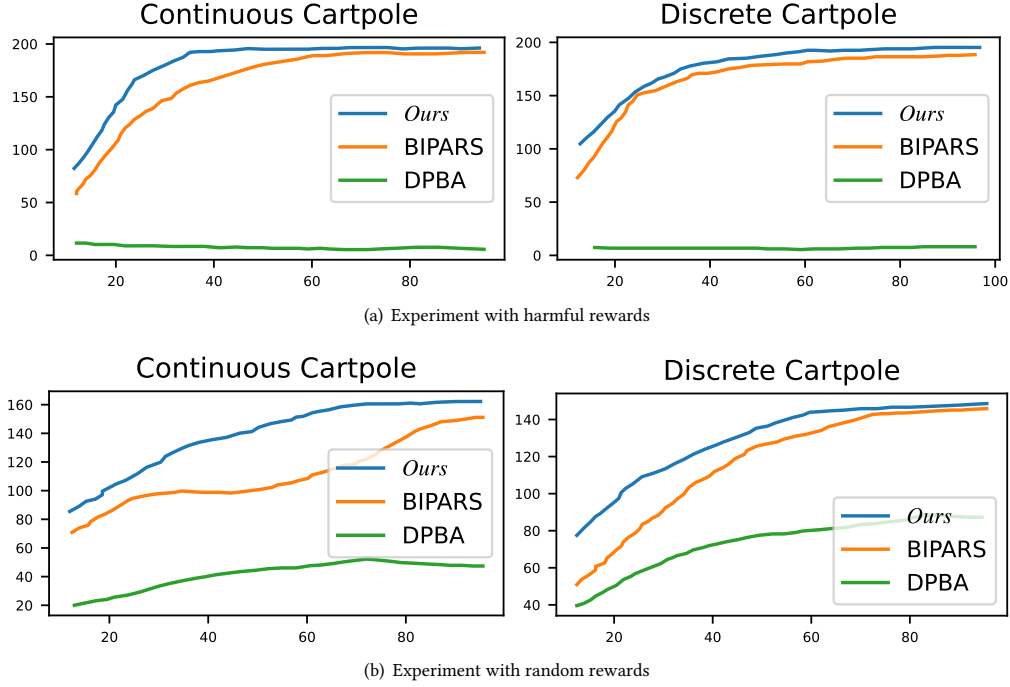 Continuous Cartpole
200
150
100
50
0
Ours
BIPARS
DPBA
20 40 60 80
Discrete Cartpole
200
150
100
50
0
Ours
BIPARS
DPBA
20 40 60 80 100
(a) Experiment with harmful rewards
Continuous Cartpole
160
140
120
100
80
60
40
20
Ours
BIPARS
DPBA
20 40 60 80
Discrete Cartpole
140
120
100
80
60
40
Ours
BIPARS
DPBA
20 40 60 80
(b) Experiment with random rewards